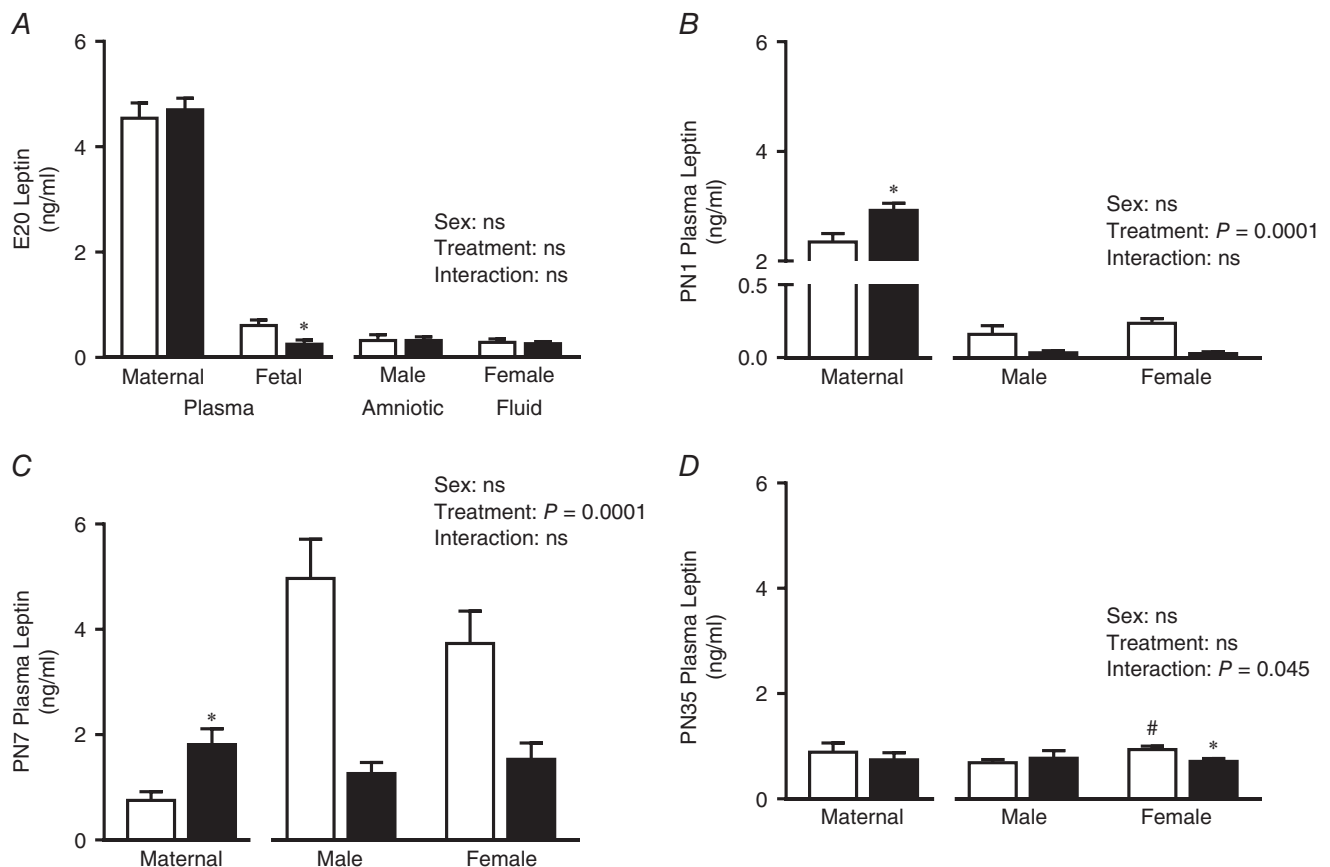 A
6
4
2
0
E20 Leptin
(ng/ml)
*
Sex: ns
Treatment: ns
Interaction: ns
Maternal Fetal Male Female
Plasma Amniotic Fluid
B
6
4
2
0.5
0.0
PN1 Plasma Leptin
(ng/ml)
*
Sex: ns
Treatment: P = 0.0001
Interaction: ns
Maternal Male Female
C
6
4
2
0
PN7 Plasma Leptin
(ng/ml)
*
Sex: ns
Treatment: P = 0.0001
Interaction: ns
Maternal Male Female
D
6
4
2
0
PN35 Plasma Leptin
(ng/ml)
Sex: ns
Treatment: ns
Interaction: P = 0.045
# *
Maternal Male Female